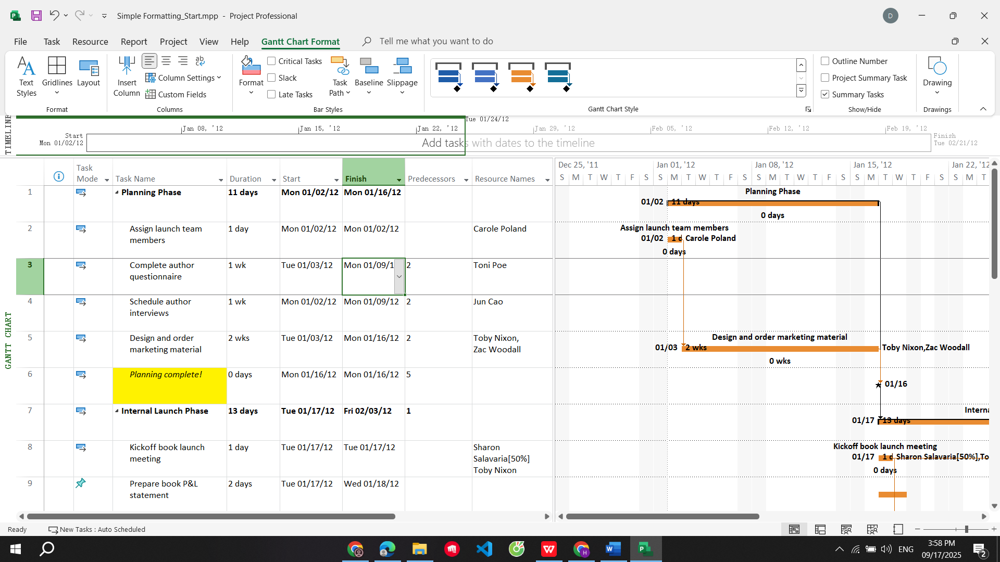 Simple Formatting_Start.mpp - Project Professional
D
File Task Resource Report Project View Help Gantt Chart Format Tell me what you want to do
Text Styles
Gridlines
Layout
Format
Insert Column
ab
Column Settings
Custom Fields
Columns
Format
Critical Tasks
Slack
Late Tasks
Task Path
Baseline
Slippage
Bar Styles
Gantt Chart Style
Outline Number
Project Summary Task
Summary Tasks
Show/Hide
Drawing
Drawings
TIMELINE
Tue 01/24/12
Jan 08, '12 Jan 15, '12 Jan 22, '12 Jan 29, '12 Feb 05, '12 Feb 12, '12 Feb 19, '12
Start
Mon 01/02/12
Add tasks with dates to the timeline
Finish
Tue 02/21/12
GANTT CHART
Task Mode Task Name Duration Start Finish Predecessors Resource Names
1 Planning Phase 11 days Mon 01/02/12 Mon 01/16/12
2 Assign launch team members 1 day Mon 01/02/12 Mon 01/02/12 Carole Poland
3 Complete author questionnaire 1 wk Tue 01/03/12 Mon 01/09/1 2 Toni Poe
4 Schedule author interviews 1 wk Mon 01/02/12 Mon 01/09/12 2 Jun Cao
5 Design and order marketing material 2 wks Tue 01/03/12 Mon 01/16/12 2 Toby Nixon, Zac Woodall
6 Planning complete! 0 days Mon 01/16/12 Mon 01/16/12 5
7 Internal Launch Phase 13 days Tue 01/17/12 Fri 02/03/12 1
8 Kickoff book launch meeting 1 day Tue 01/17/12 Tue 01/17/12 Sharon Salavaria[50%] Toby Nixon
9 Prepare book P&L statement 2 days Tue 01/17/12 Wed 01/18/12
Dec 25, '11 Jan 01, '12 Jan 08, '12 Jan 15, '12 Jan 22, '12
S M T W T F S S M T W T F S S M T W T F S S M T W T F S S M T
Planning Phase
01/02 11 days
0 days
Assign launch team members
01/02 1 d Carole Poland
0 days
Design and order marketing material
01/03 2 wks Toby Nixon,Zac Woodall
0 wks
01/16
Interna
01/17 13 days
Kickoff book launch meeting
01/17 1 d Sharon Salavaria[50%],To
0 days
Ready New Tasks : Auto Scheduled
ENG
3:58 PM
09/17/2025
2